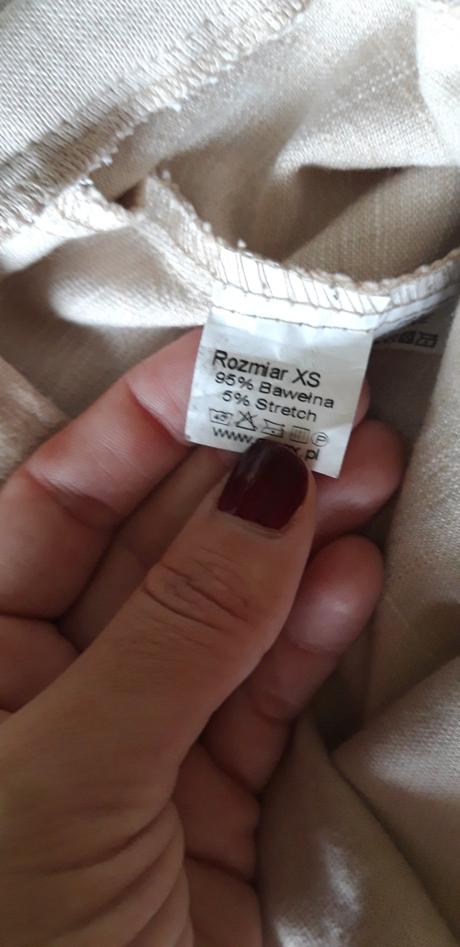 Rozmiar XS
95% Bawełna
5% Stretch